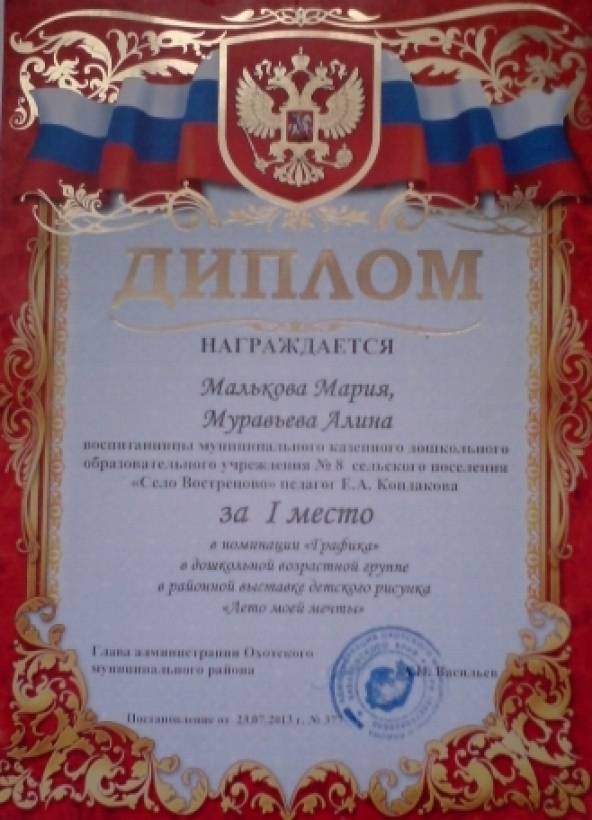 ДИПЛОМ
НАГРАЖДАЕТСЯ
Малькова Мария,
Муравьева Алина
воспитанницы муниципального казенного дошкольного
образовательного учреждения № 8 сельского поселения
«Село Вострецово» педагог Е.А. Кондакова
за I место
в номинации «Графика»
в дошкольной возрастной группе
в районной выставке детского рисунка
«Лето моей мечты»
Глава администрации Охотского
муниципального района
Васильев
Постановление от 23.07.2013 г. №